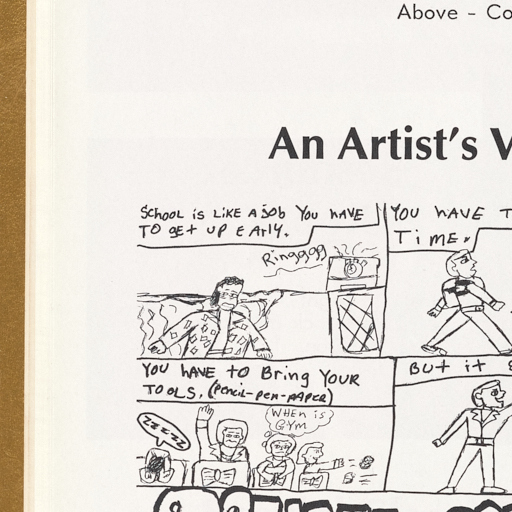 Above - Co
An Artist's V
SCHOOL is LIKE A JOb YOU HAVE
TO get UP EArly.
Ringgggg
YOU HAVE T
TiME.
YOU HAVE to Bring YOUR
TOOLS. (PENCiL-PEN-PAPER)
But it
ZZZZZ
WHEN iS
GYM